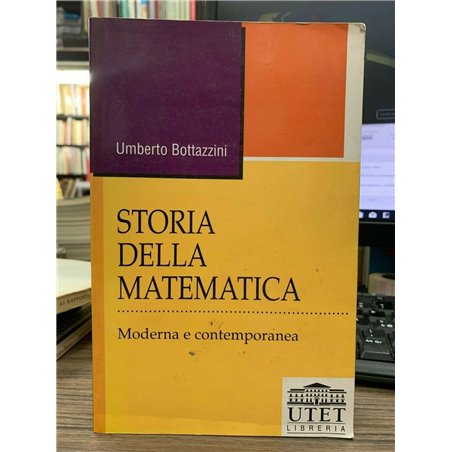 Umberto Bottazzini
STORIA
DELLA
MATEMATICA
Moderna e contemporanea
UTET
LIBRERIA